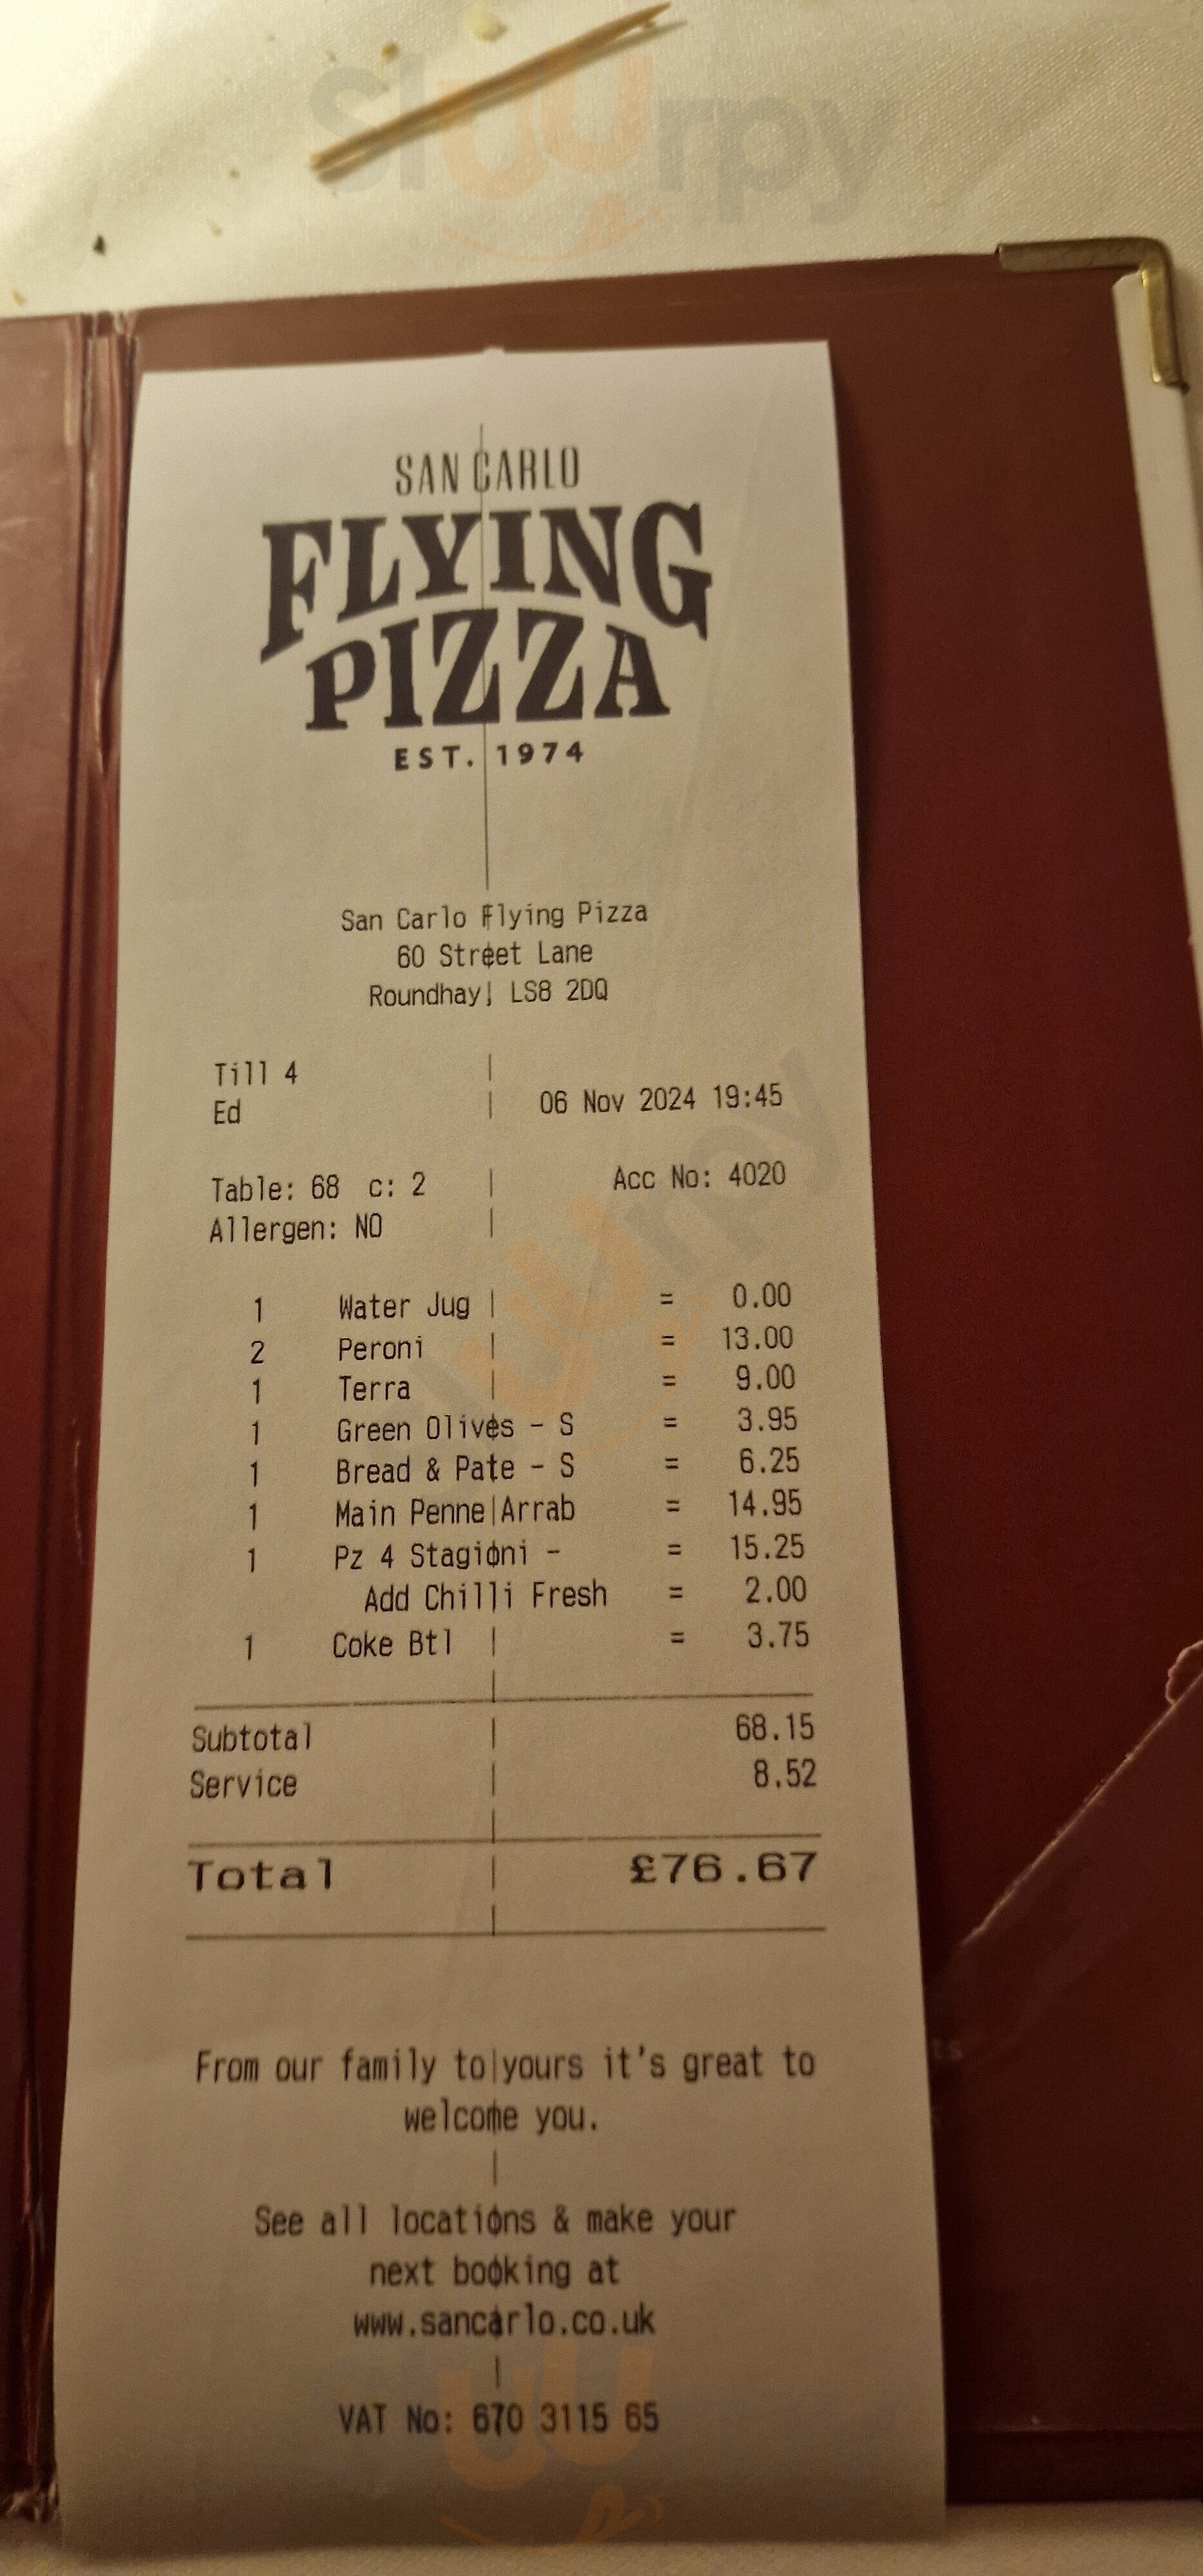 Sluurpy
SAN CARLO
FLYING
PIZZA
EST. 1974
San Carlo Flying Pizza
60 Street Lane
Roundhay, LS8 2DQ
Till 4
Ed 06 Nov 2024 19:45
Table: 68 c: 2 Acc No: 4020
Allergen: NO
1 Water Jug = 0.00
2 Peroni = 13.00
1 Terra = 9.00
1 Green Olives - S = 3.95
1 Bread & Pate - S = 6.25
1 Main Penne Arrab = 14.95
1 Pz 4 Stagioni - = 15.25
Add Chilli Fresh = 2.00
1 Coke Btl = 3.75
Subtotal 68.15
Service 8.52
Total £76.67
From our family to yours it's great to
welcome you.
See all locations & make your
next booking at
www.sancarlo.co.uk
VAT No: 670 3115 65